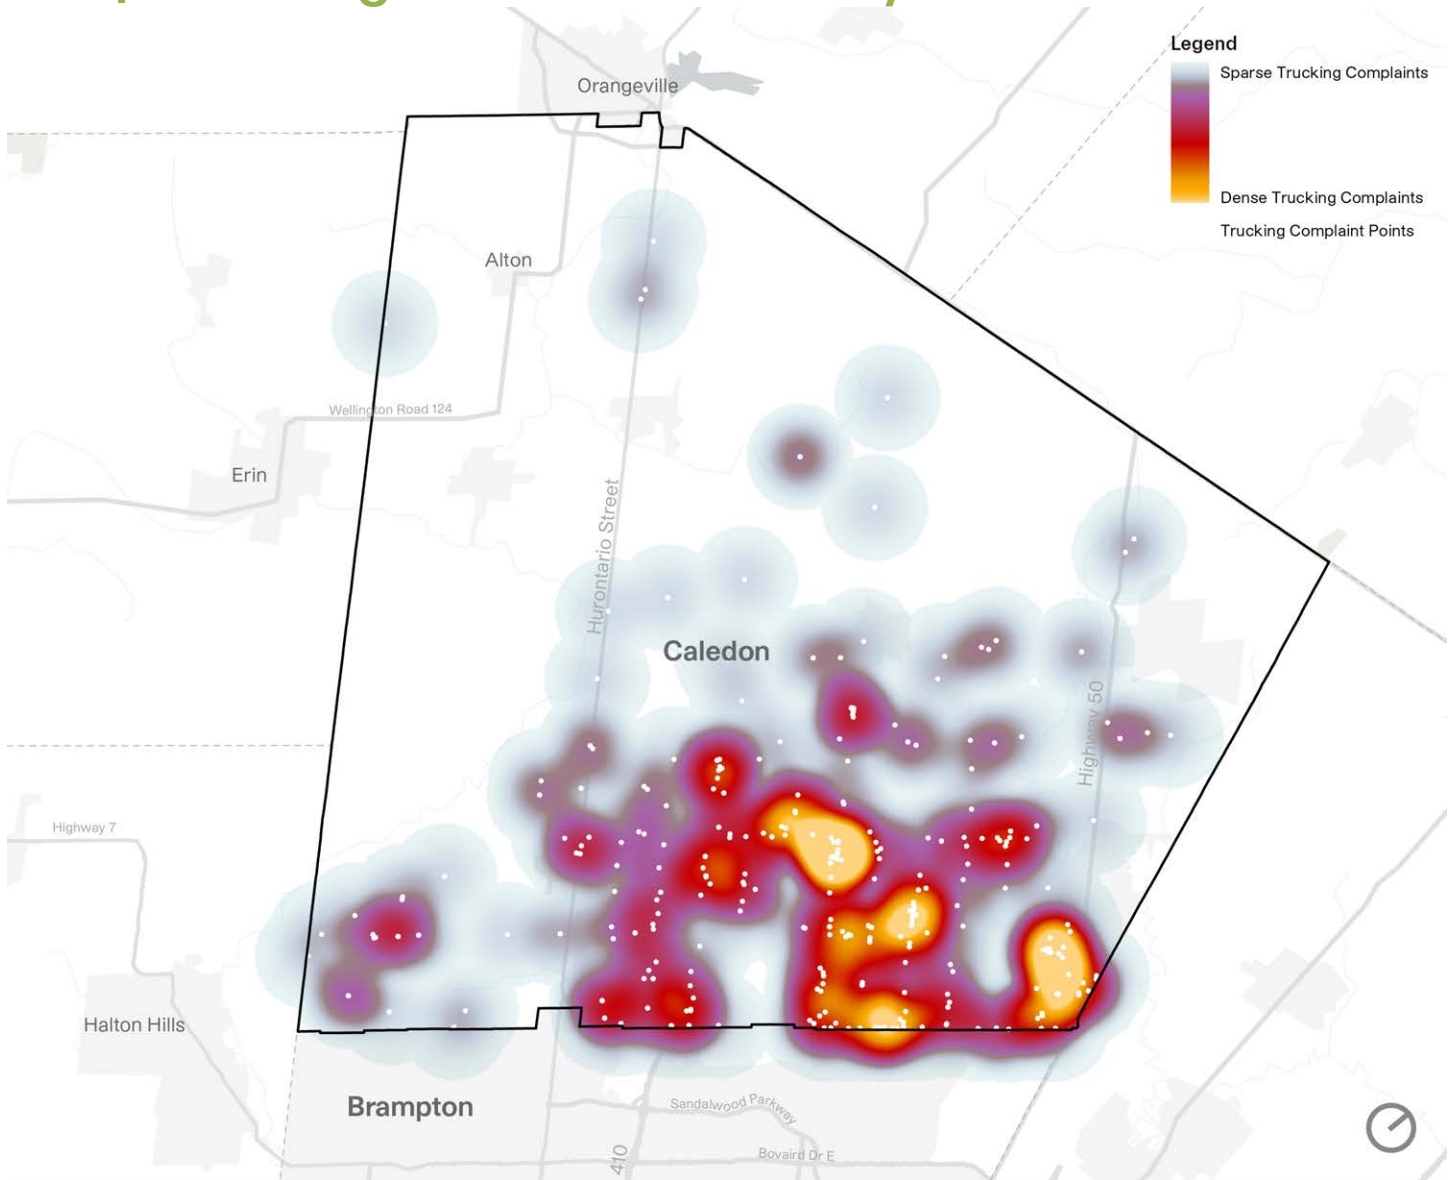 Legend
Sparse Trucking Complaints
Dense Trucking Complaints
Trucking Complaint Points
Orangeville
Alton
Wellington Road 124
Erin
Hurontario Street
Caledon
Highway 50
Highway 7
Halton Hills
Brampton
Sandalwood Parkway
410
Bovaird Dr E